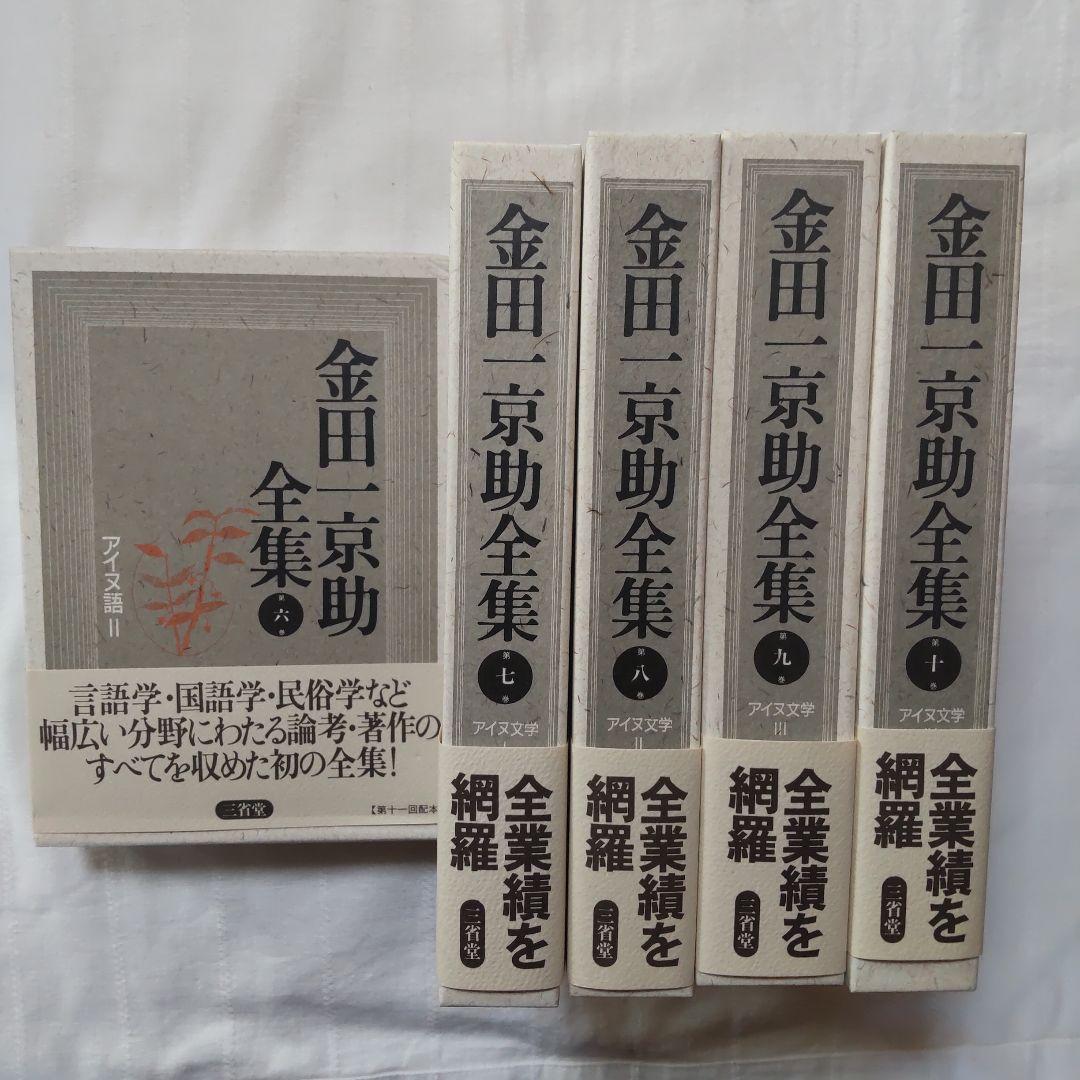 金田一京助
全集
第六巻
アイヌ語II
言語学・国語学・民俗学など
幅広い分野にわたる論考・著作の
すべてを収めた初の全集!
三省堂
【第十一回配本
金田一京助全集
第七巻
アイヌ文学
全業績を
網羅
三省堂
金田一京助全集
第八巻
アイヌ文学
II
全業績を
網羅
三省堂
金田一京助全集
第九巻
アイヌ文学
III
全業績を
網羅
三省堂
金田一京助全集
第十巻
アイヌ文学
全業績を
網羅
三省堂